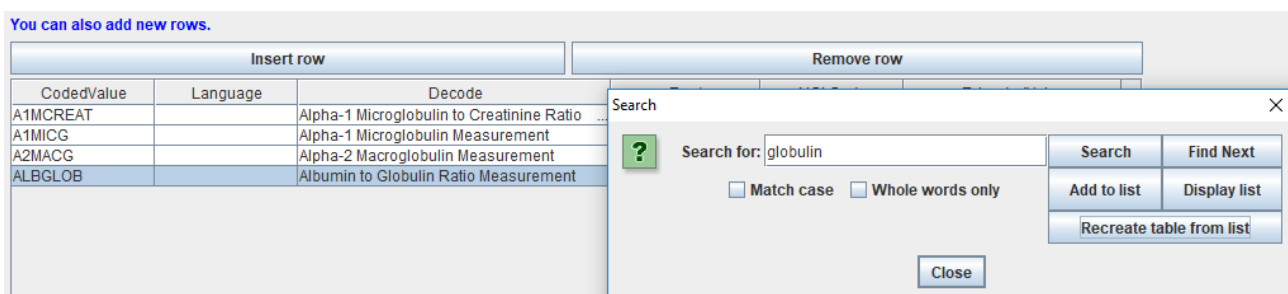 You can also add new rows.
Insert row Remove row
CodedValue Language Decode
Search
A1MCREAT Alpha-1 Microglobulin to Creatinine Ratio ...
A1MICG Alpha-1 Microglobulin Measurement
A2MACG Alpha-2 Macroglobulin Measurement
ALBGLOB Albumin to Globulin Ratio Measurement
? Search for: globulin Search Find Next
Match case Whole words only Add to list Display list
Recreate table from list
Close